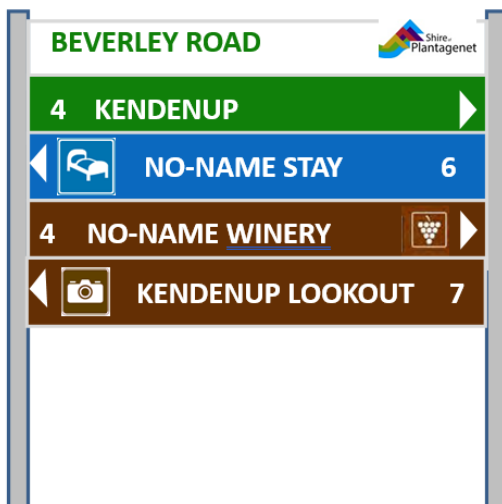 BEVERLEY ROAD
Shire of
Plantagenet
4 KENDENUP
NO-NAME STAY 6
4 NO-NAME WINERY
KENDENUP LOOKOUT 7